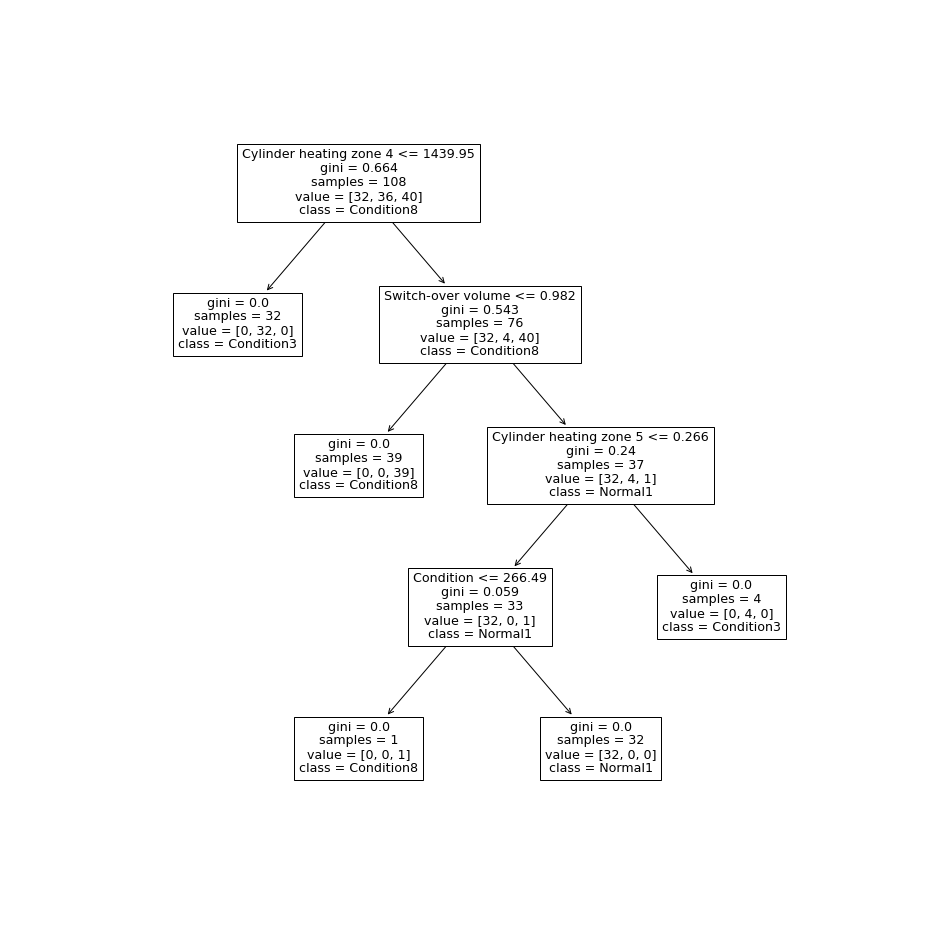 Cylinder heating zone 4 <= 1439.95
gini = 0.664
samples = 108
value = [32, 36, 40]
class = Condition8
gini = 0.0
samples = 32
value = [0, 32, 0]
class = Condition3
Switch-over volume <= 0.982
gini = 0.543
samples = 76
value = [32, 4, 40]
class = Condition8
gini = 0.0
samples = 39
value = [0, 0, 39]
class = Condition8
Cylinder heating zone 5 <= 0.266
gini = 0.24
samples = 37
value = [32, 4, 1]
class = Normal1
Condition <= 266.49
gini = 0.059
samples = 33
value = [32, 0, 1]
class = Normal1
gini = 0.0
samples = 4
value = [0, 4, 0]
class = Condition3
gini = 0.0
samples = 1
value = [0, 0, 1]
class = Condition8
gini = 0.0
samples = 32
value = [32, 0, 0]
class = Normal1